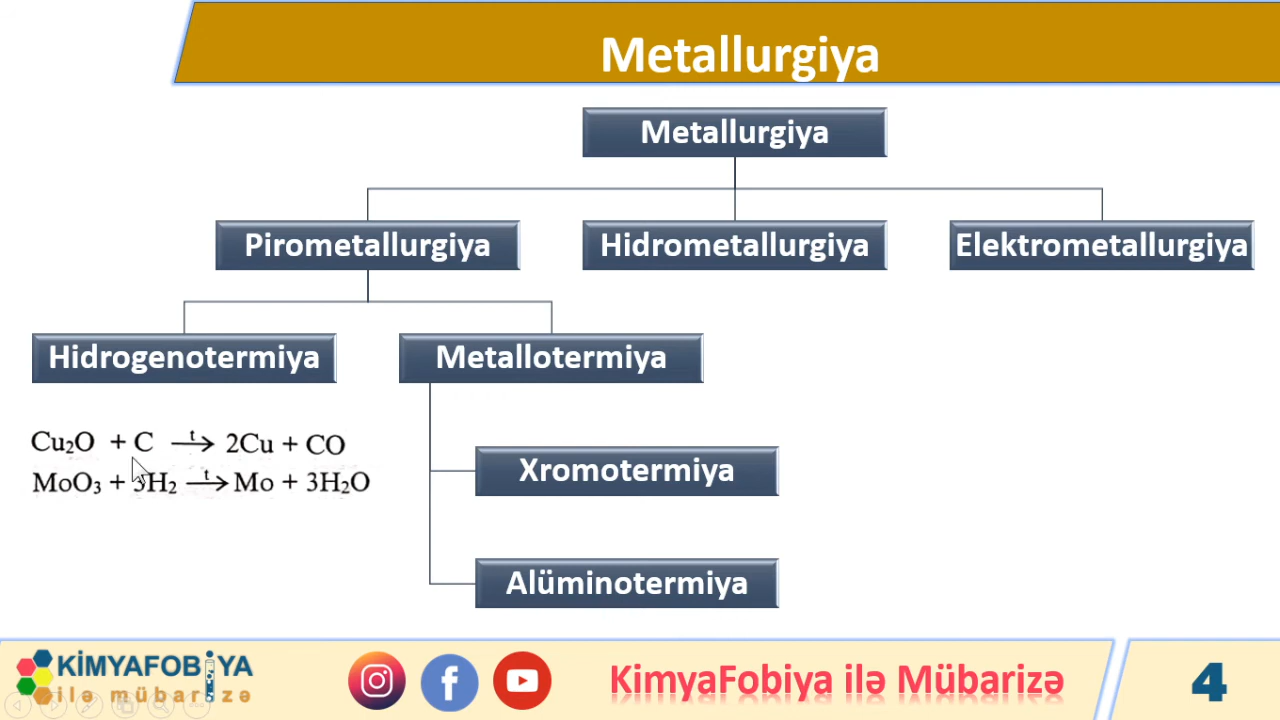 Metallurgiya
Metallurgiya
Pirometallurgiya
Hidrometallurgiya
Elektrometallurgiya
Hidrogenotermiya
Metallotermiya
Cu₂O + C →t 2Cu + CO
MoO₃ + 3H₂ →t Mo + 3H₂O
Xromotermiya
Alüminotermiya
KİMYAFOBİYA
ilə mübarizə
KimyaFobiya ilə Mübarizə
4